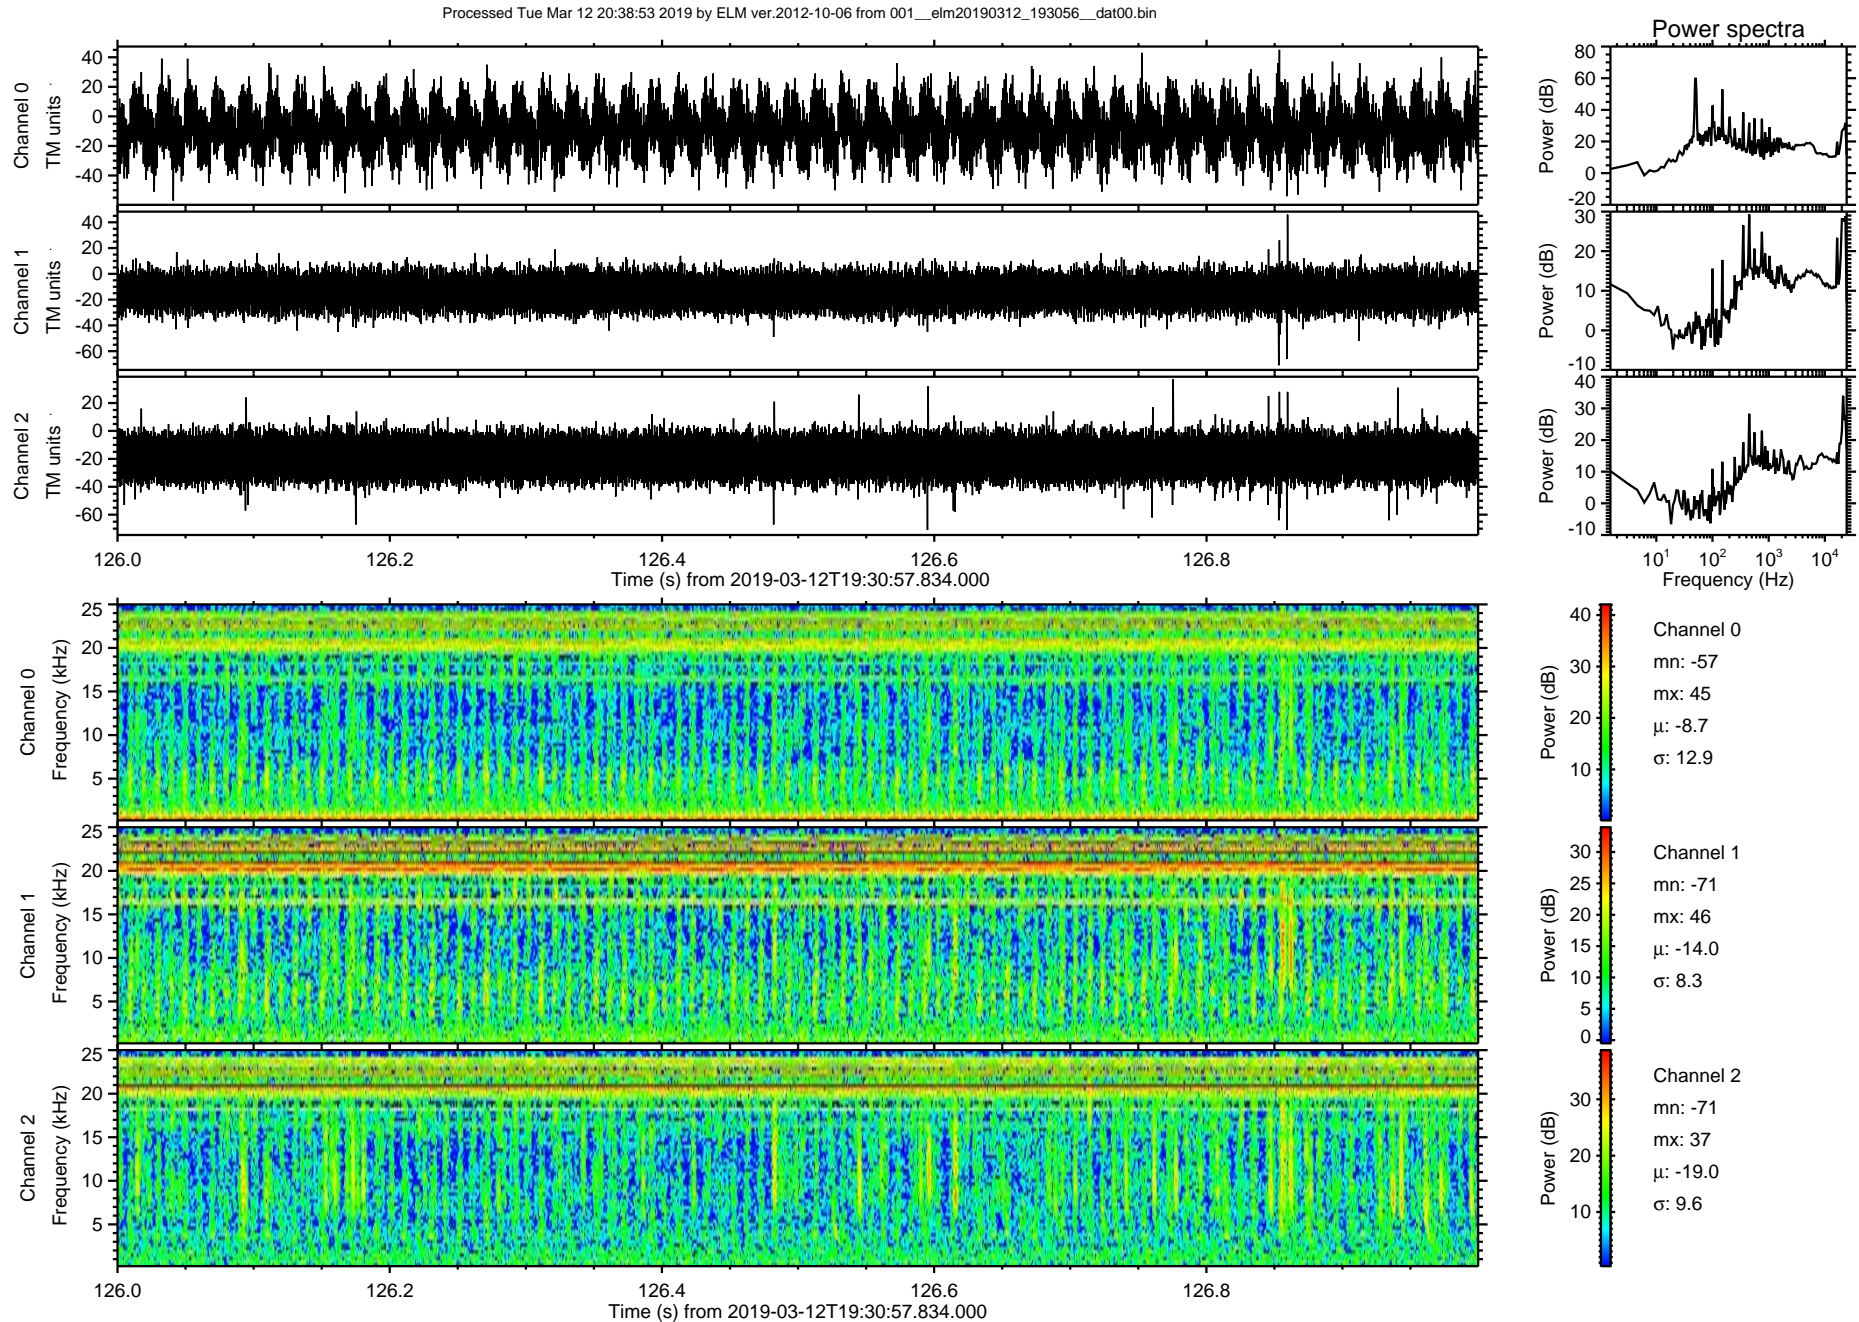 Processed Tue Mar 12 20:38:53 2019 by ELM ver.2012-10-06 from 001__elm20190312_193056__dat00.bin
Power spectra
Channel 0
TM units
40
20
0
-20
-40
Power (dB)
80
60
40
20
0
-20
Channel 1
TM units
40
20
0
-20
-40
-60
Power (dB)
30
20
10
0
-10
Channel 2
TM units
20
0
-20
-40
-60
Power (dB)
40
30
20
10
0
-10
126.0 126.2 126.4 126.6 126.8
Time (s) from 2019-03-12T19:30:57.834.000
10¹ 10² 10³ 10⁴
Frequency (Hz)
Channel 0
Frequency (kHz)
25
20
15
10
5
Power (dB)
40
30
20
10
Channel 0
mn: -57
mx: 45
μ: -8.7
σ: 12.9
Channel 1
Frequency (kHz)
25
20
15
10
5
Power (dB)
30
25
20
15
10
5
0
Channel 1
mn: -71
mx: 46
μ: -14.0
σ: 8.3
Channel 2
Frequency (kHz)
25
20
15
10
5
Power (dB)
30
20
10
Channel 2
mn: -71
mx: 37
μ: -19.0
σ: 9.6
126.0 126.2 126.4 126.6 126.8
Time (s) from 2019-03-12T19:30:57.834.000